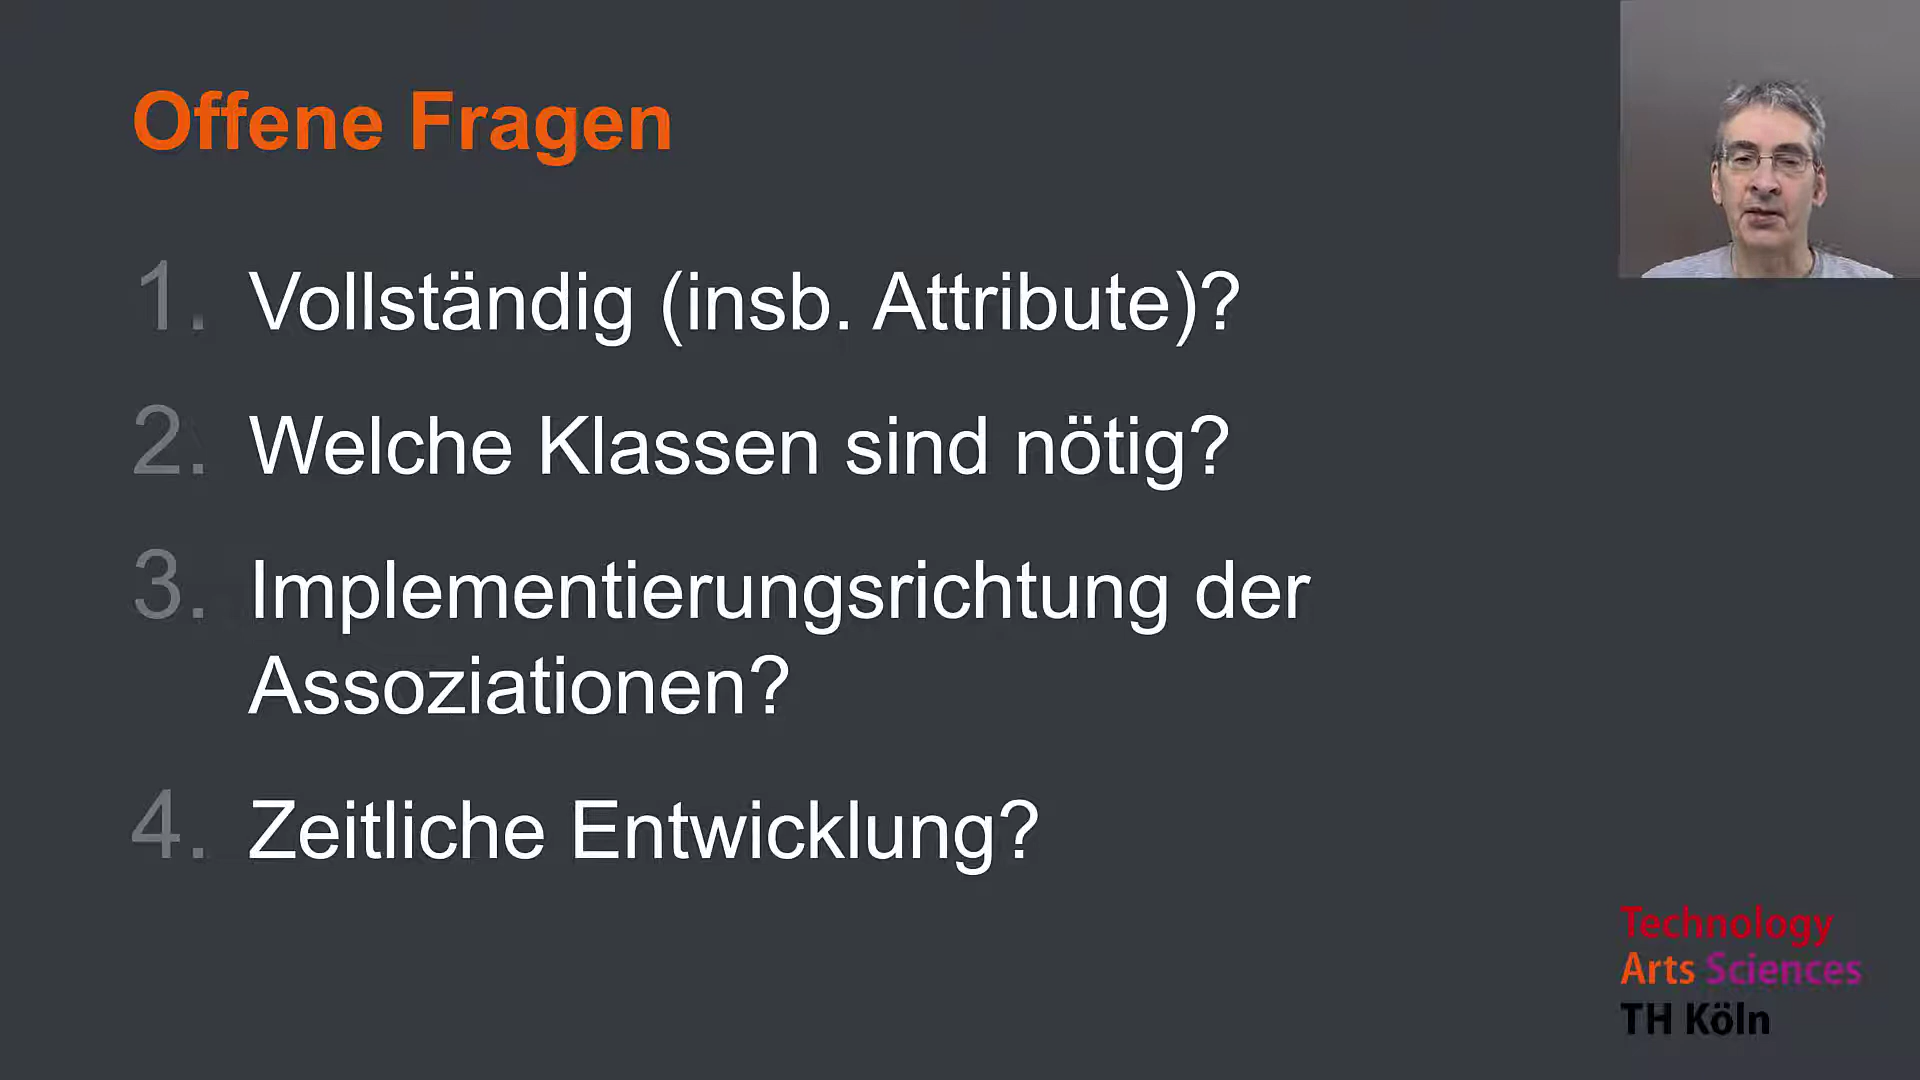 Offene Fragen
1. Vollständig (insb. Attribute)?
2. Welche Klassen sind nötig?
3. Implementierungsrichtung der
Assoziationen?
4. Zeitliche Entwicklung?
Technology
Arts Sciences
TH Köln